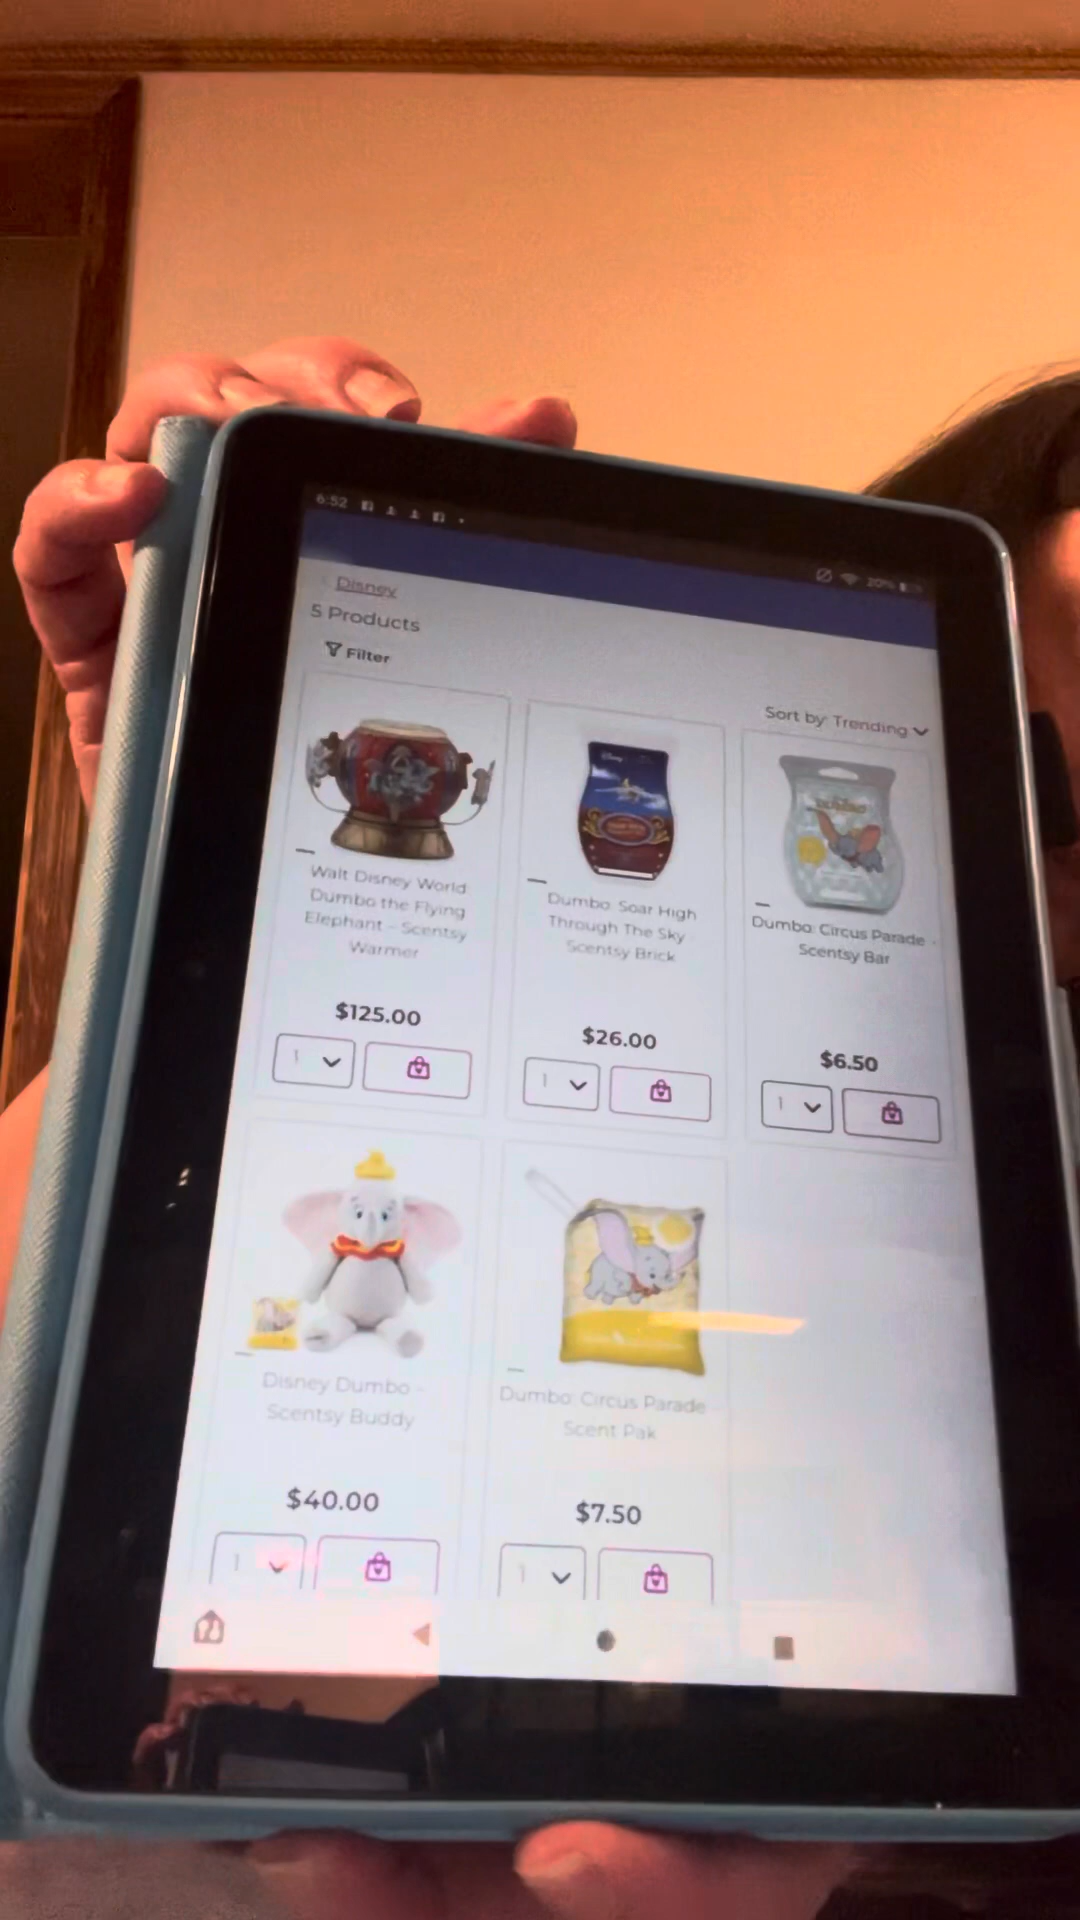 6:52
20%
Disney
5 Products
Filter
Sort by: Trending
Walt Disney World
Dumbo the Flying
Elephant – Scentsy
Warmer
$125.00
1
Disney
Dumbo: Soar High
Through The Sky
Scentsy Brick
$26.00
1
Dumbo: Circus Parade -
Scentsy Bar
$6.50
1
Disney Dumbo –
Scentsy Buddy
$40.00
1
Dumbo: Circus Parade -
Scent Pak
$7.50
1